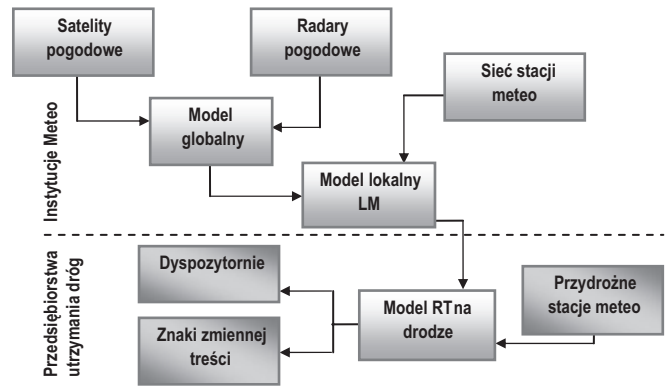 Satelity
pogodowe
Radary
pogodowe
Sieć stacji
meteo
Model
globalny
Model lokalny
LM
Instytucje Meteo
Dyspozytornie
Przydrożne
stacje meteo
Model RT na
drodze
Znaki zmiennej
treści
Przedsiębiorstwa
utrzymania dróg